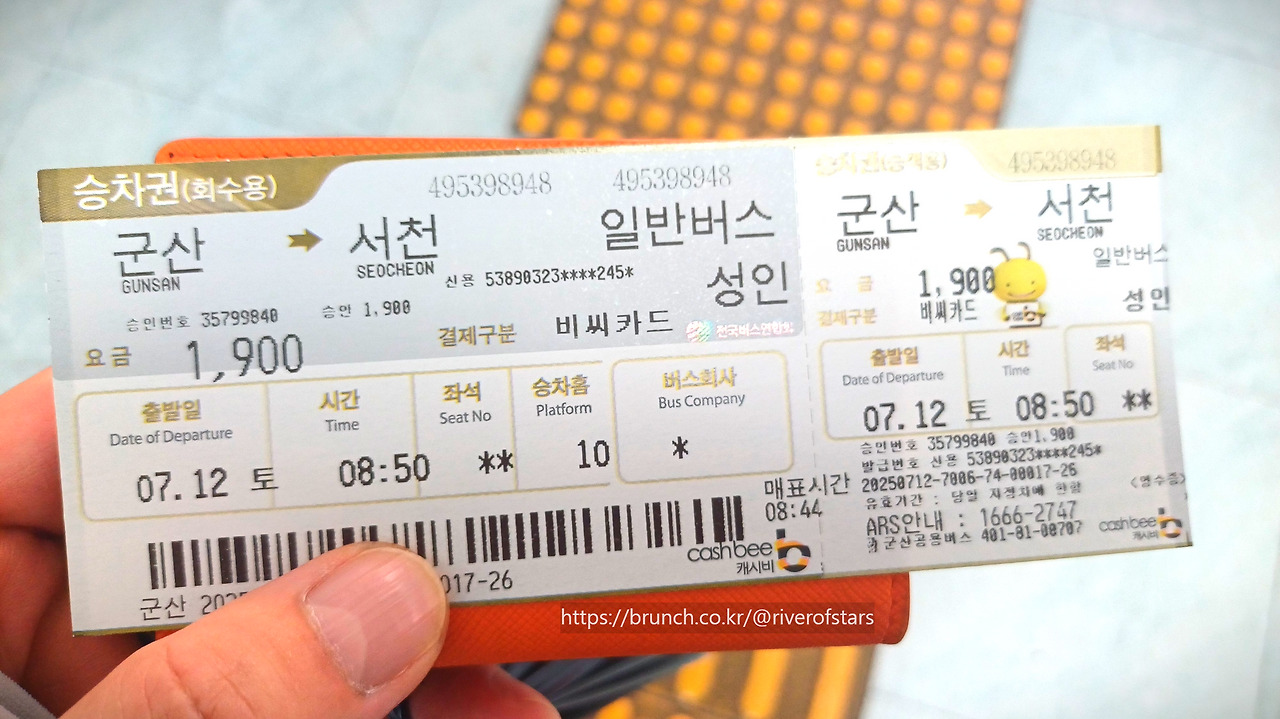 승차권(회수용)
495398948 495398948
군산 서천 일반버스
GUNSAN SEOCHEON
신용 53890323****245*
성인
승인번호 35799840 승인 1,900
요금 1,900 결제구분 비씨카드 전국버스연합회
출발일 시간 좌석 승차홈 버스회사
Date of Departure Time Seat No Platform Bus Company
07.12 토 08:50 ** 10 *
매표시간
08:44
cashbee
캐시비
군산 017-26
승차권(승객용) 495398948
군산 서천
GUNSAN SEOCHEON
일반버스
요금 1,900
결제구분 비씨카드 성인
출발일 시간 좌석
Date of Departure Time Seat No
07.12 토 08:50 **
승인번호 35799840 승인1,900
발급번호 신용 53890323****245*
20250712-7006-74-00017-26
유효기간 : 당일 지정차에 한함 <영수증>
ARS안내 : 1666-2747
군산공용버스 401-81-00707
cashbee
캐시비
https://brunch.co.kr/@riverofstars